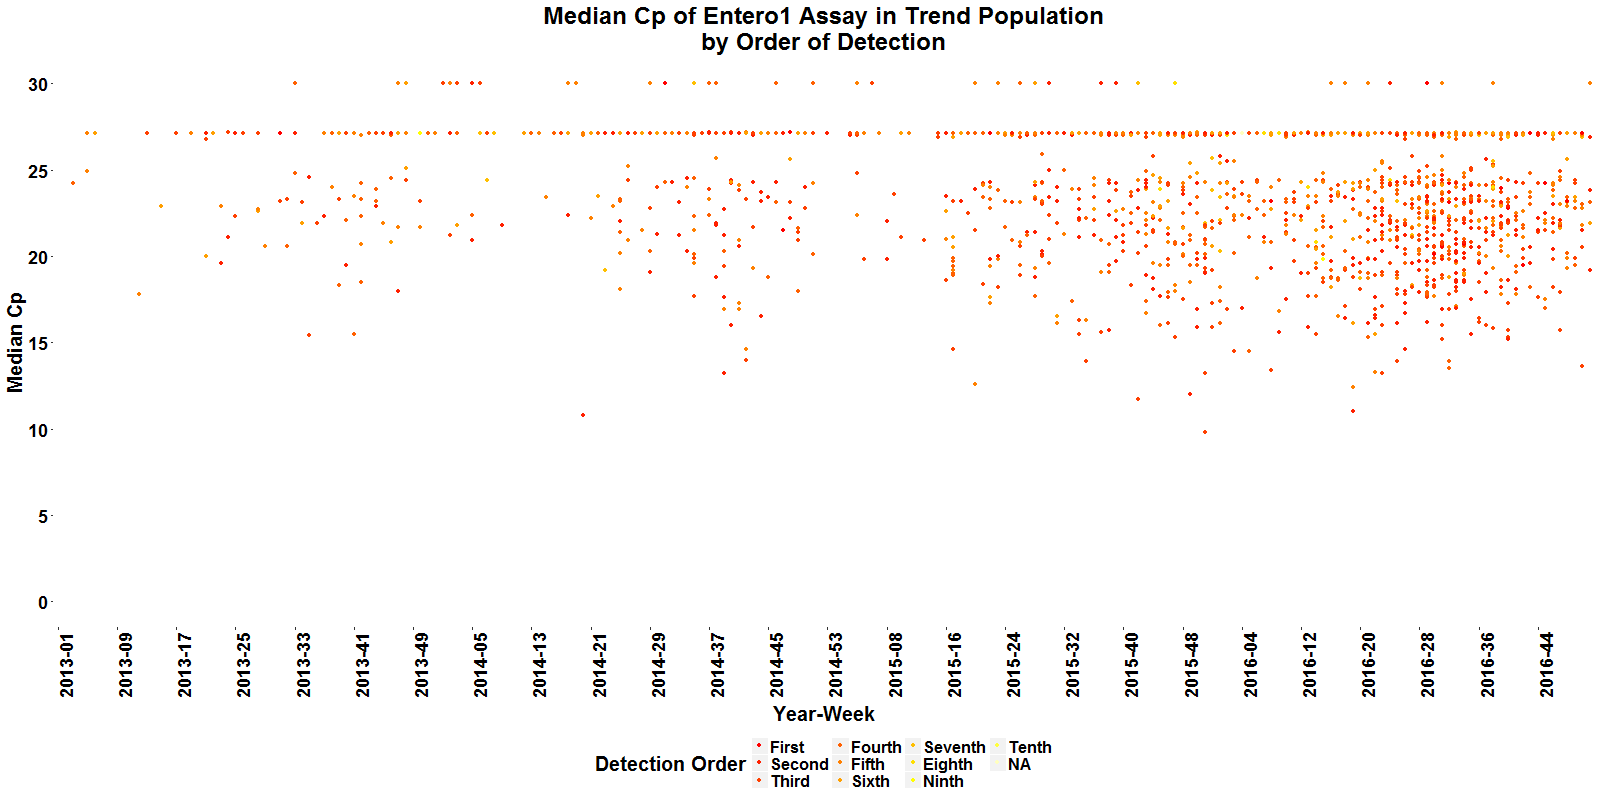 Median Cp of Entero1 Assay in Trend Population
by Order of Detection
Median Cp
30
25
20
15
10
5
0
2013-01
2013-09
2013-17
2013-25
2013-33
2013-41
2013-49
2014-05
2014-13
2014-21
2014-29
2014-37
2014-45
2014-53
2015-08
2015-16
2015-24
2015-32
2015-40
2015-48
2016-04
2016-12
2016-20
2016-28
2016-36
2016-44
Year-Week
Detection Order
First
Second
Third
Fourth
Fifth
Sixth
Seventh
Eighth
Ninth
Tenth
NA